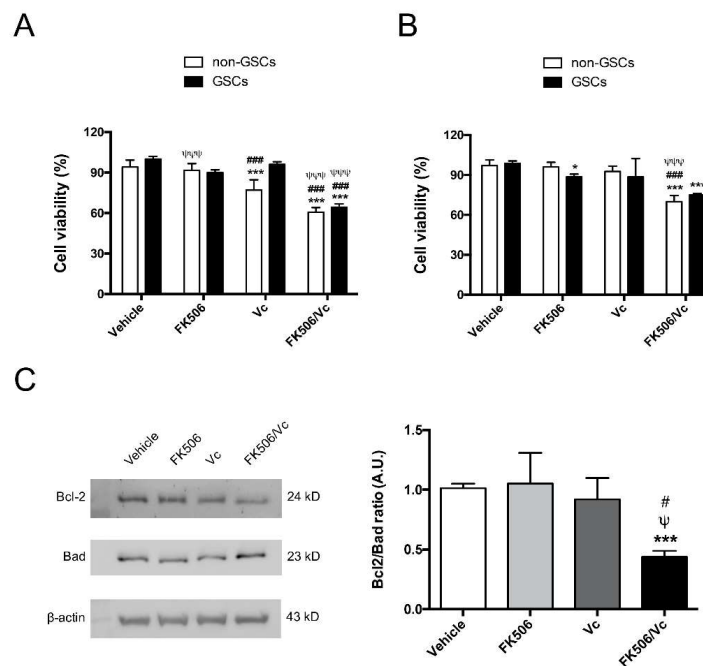 A
non-GSCs
GSCs
Cell viability (%)
120
90
60
30
0
ψψψ
###
***
ψψψ ψψψ
### ###
*** ***
Vehicle
FK506
Vc
FK506/Vc
B
non-GSCs
GSCs
Cell viability (%)
120
90
60
30
0
*
ψψψ
###
*** ***
Vehicle
FK506
Vc
FK506/Vc
C
Vehicle
FK506
Vc
FK506/Vc
Bcl-2 24 kD
Bad 23 kD
β-actin 43 kD
Bcl2/Bad ratio (A.U.)
1.5
1.0
0.5
0.0
#
ψ
***
Vehicle
FK506
Vc
FK506/Vc